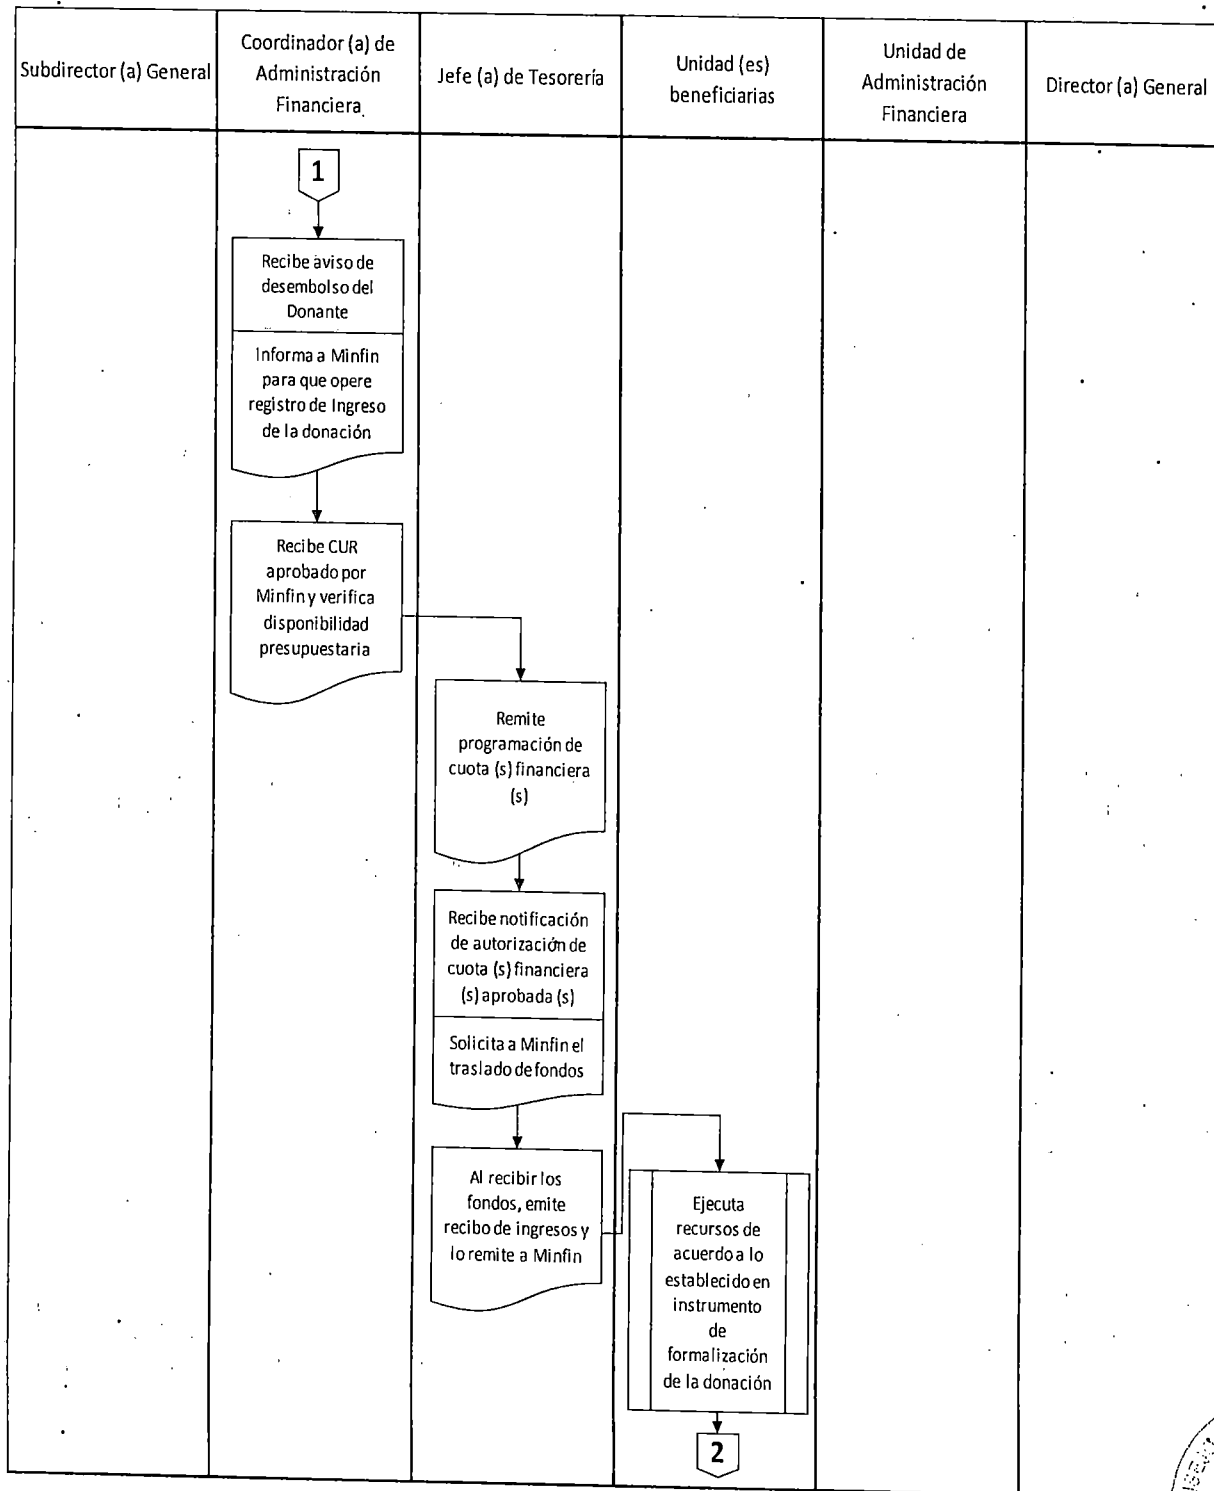 Subdirector (a) General
Coordinador (a) de
Administración
Financiera
Jefe (a) de Tesorería
Unidad (es)
beneficiarias
Unidad de
Administración
Financiera
Director (a) General
1
Recibe aviso de
desembolso del
Donante
Informa a Minfin
para que opere
registro de Ingreso
de la donación
Recibe CUR
aprobado por
Minfin y verifica
disponibilidad
presupuestaria
Remite
programación de
cuota (s) financiera
(s)
Recibe notificación
de autorización de
cuota (s) financiera
(s) aprobada (s)
Solicita a Minfin el
traslado de fondos
Al recibir los
fondos, emite
recibo de ingresos y
lo remite a Minfin
Ejecuta
recursos de
acuerdo a lo
establecido en
instrumento
de
formalización
de la donación
2